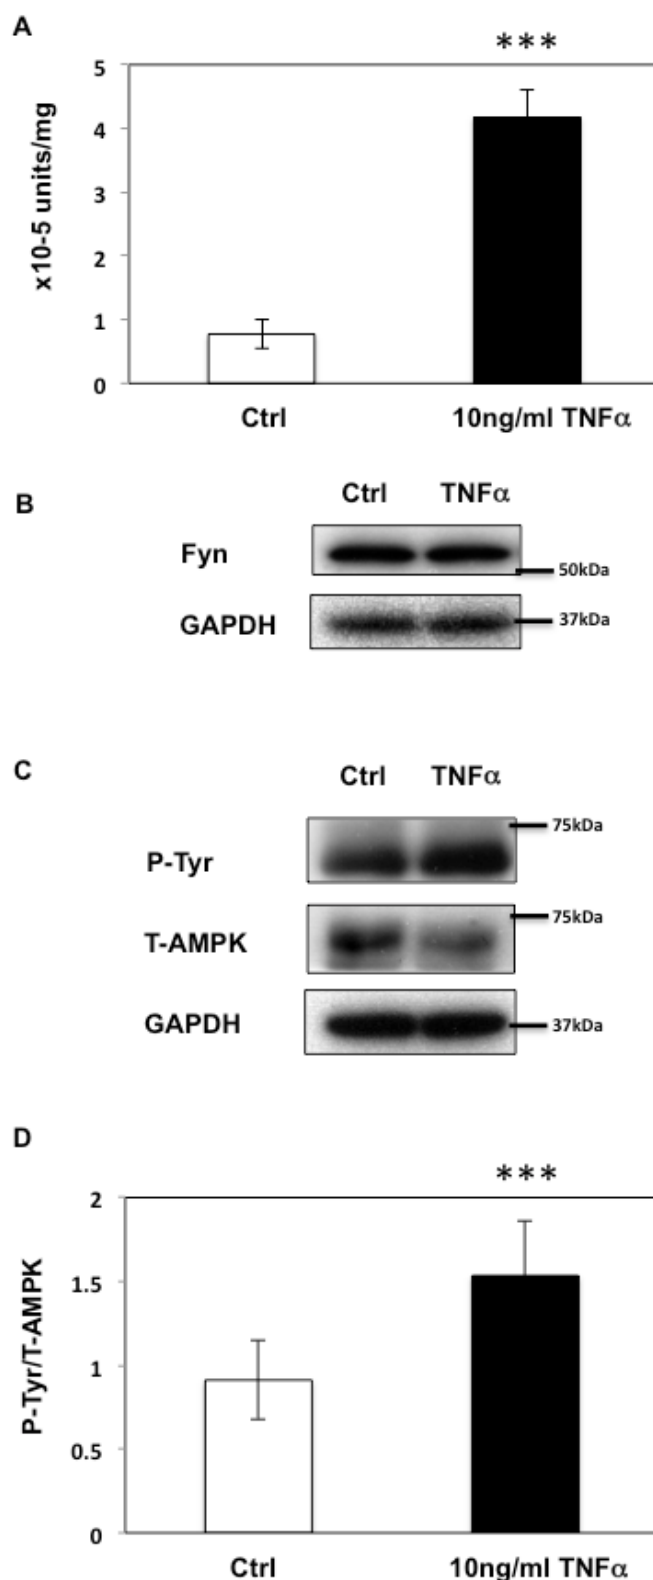 A
***
5
4
3
2
1
0
x10-5 units/mg
Ctrl 10ng/ml TNFα
B
Ctrl TNFα
Fyn
50kDa
GAPDH
37kDa
C
Ctrl TNFα
75kDa
P-Tyr
75kDa
T-AMPK
GAPDH
37kDa
D
***
2
1.5
1
0.5
0
P-Tyr/T-AMPK
Ctrl 10ng/ml TNFα